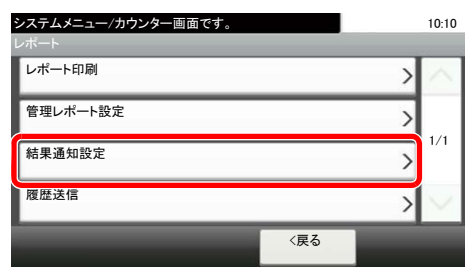 システムメニュー/カウンター画面です。 10:10
レポート
レポート印刷
管理レポート設定
1/1
結果通知設定
履歴送信
<戻る